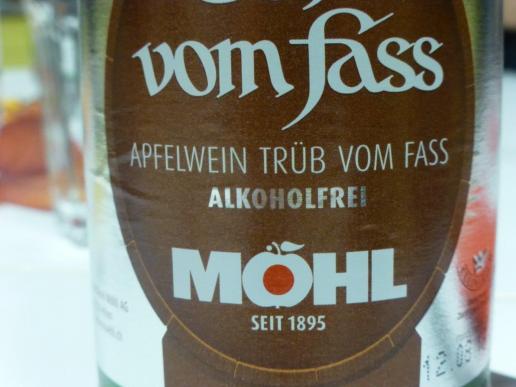 vom fass
APFELWEIN TRÜB VOM FASS
ALKOHOLFREI
MÖHL
SEIT 1895